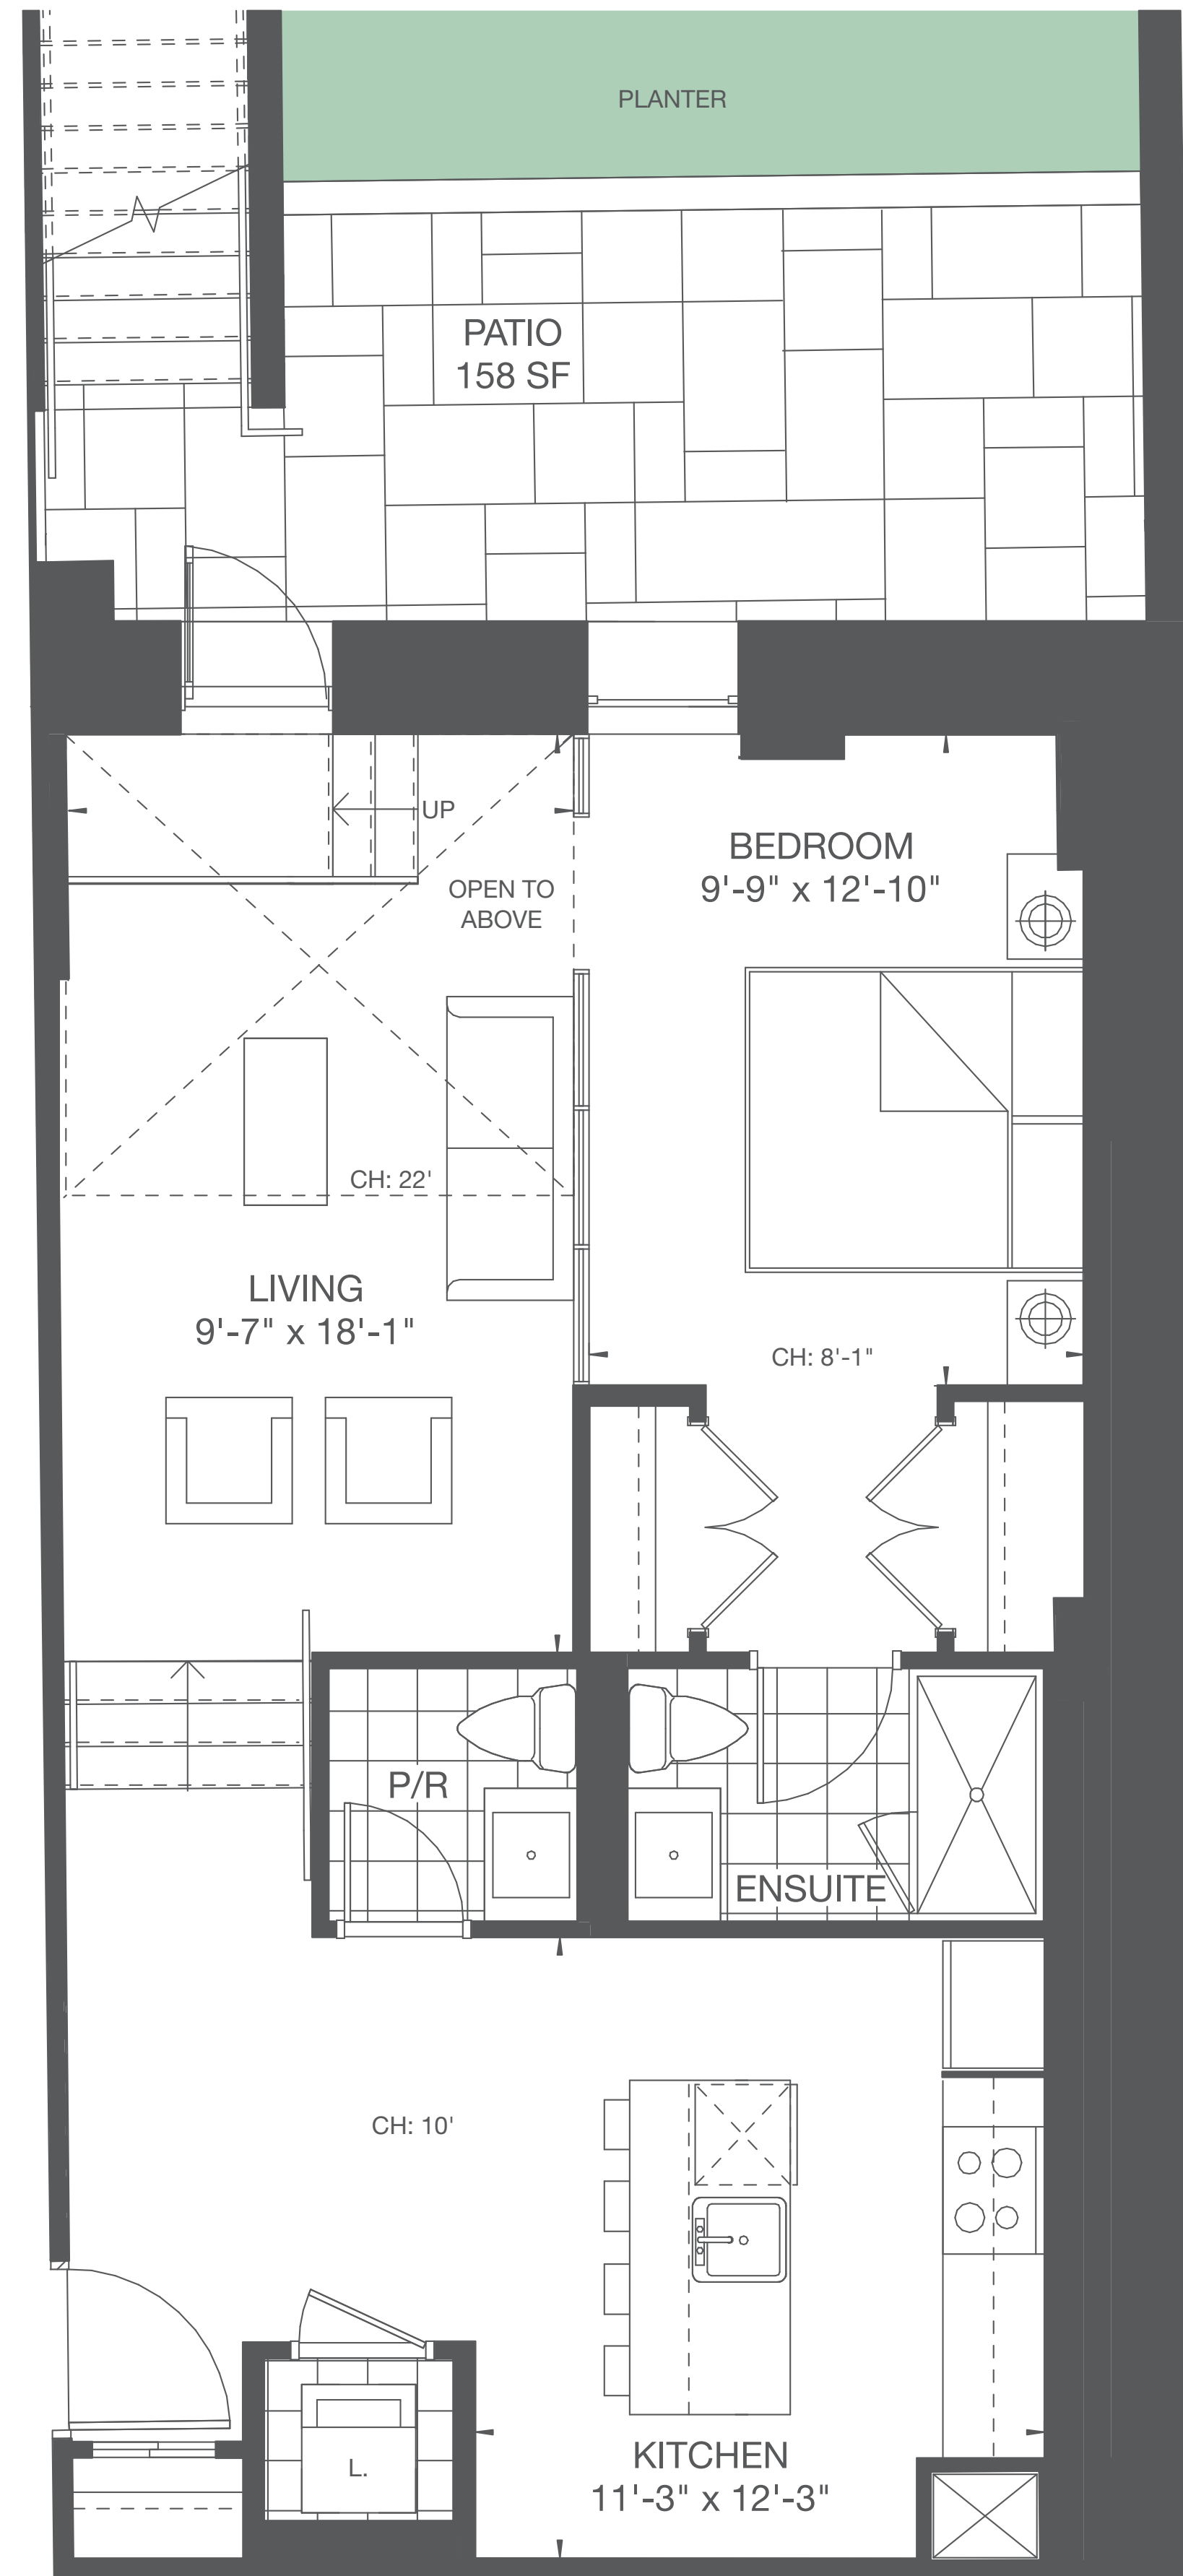 PLANTER
PATIO
158 SF
UP
OPEN TO
ABOVE
BEDROOM
9'-9" x 12'-10"
CH: 22'
LIVING
9'-7" x 18'-1"
CH: 8'-1"
P/R
ENSUITE
CH: 10'
KITCHEN
11'-3" x 12'-3"
L.